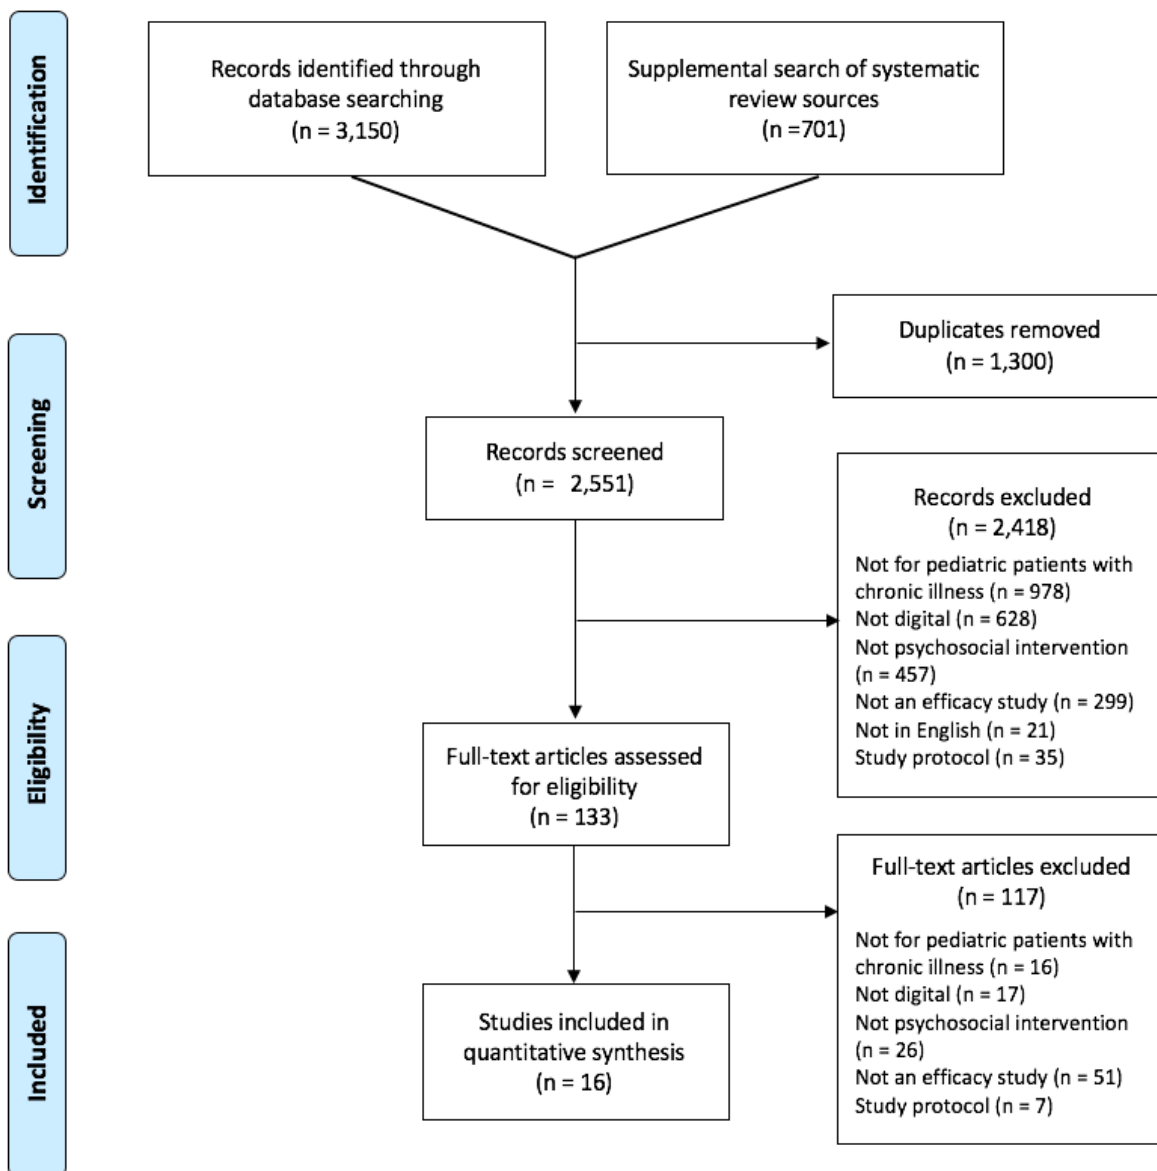 Identification
Records identified through
database searching
(n = 3,150)
Supplemental search of systematic
review sources
(n =701)
Duplicates removed
(n = 1,300)
Screening
Records screened
(n = 2,551)
Records excluded
(n = 2,418)
Not for pediatric patients with
chronic illness (n = 978)
Not digital (n = 628)
Not psychosocial intervention
(n = 457)
Not an efficacy study (n = 299)
Not in English (n = 21)
Study protocol (n = 35)
Eligibility
Full-text articles assessed
for eligibility
(n = 133)
Full-text articles excluded
(n = 117)
Not for pediatric patients with
chronic illness (n = 16)
Not digital (n = 17)
Not psychosocial intervention
(n = 26)
Not an efficacy study (n = 51)
Study protocol (n = 7)
Included
Studies included in
quantitative synthesis
(n = 16)